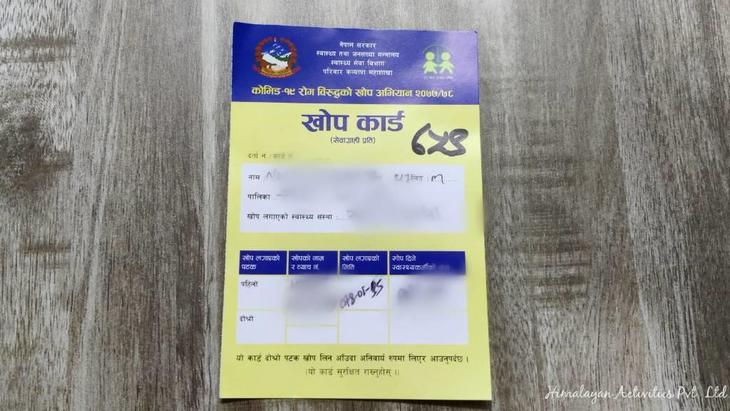 नेपाल सरकार
स्वास्थ्य तथा जनसंख्या मन्त्रालय
स्वास्थ्य सेवा विभाग
परिवार कल्याण महाशाखा
कोभिड-१९ रोग विरुद्धको खोप अभियान २०७७/७८
खोप कार्ड
(सेवाग्राही प्रति)
दर्ता नं
नाम
लिङ्ग M
पालिका
खोप लगाएको स्वास्थ्य संस्था
खोप लगाएको पटक
खोपको नाम र व्याच नं.
खोप लगाएको मिति
खोप दिने स्वास्थ्यकर्मीको
पहिलो
दोश्रो
यो कार्ड दोश्रो पटक खोप लिन आउँदा अनिवार्य रुपमा लिएर आउनुपर्दछ ।
(यो कार्ड सुरक्षित राख्नुहोस् ।)
Himalayan Activities Pvt Ltd